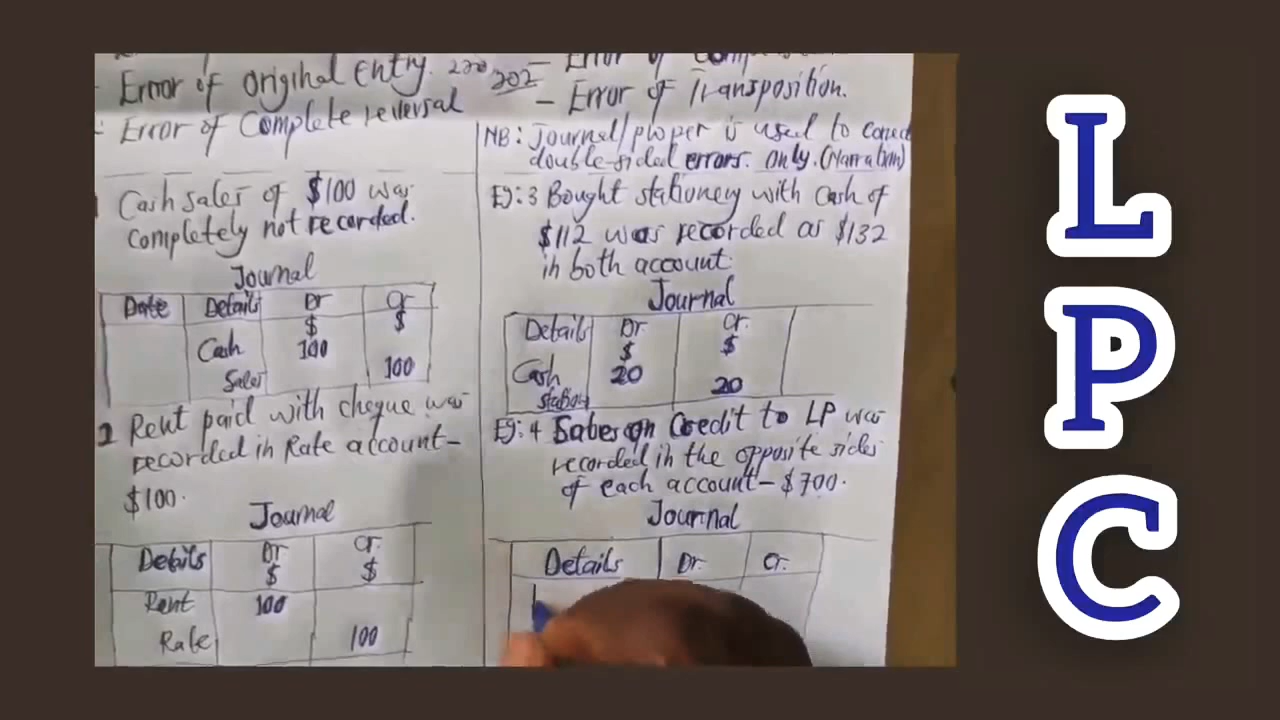 Error of Original Entry. 200 202
- Error of Complete reversal
Cash sales of $100 was
completely not recorded.
Journal
Date Details Dr Cr
$ $
Cash 100
Sales 100
2 Rent paid with cheque was
recorded in Rate account-
$100.
Journal
Details Dr Cr.
$ $
Rent 100
Rate 100
- Error of
- Error of Transposition.
NB: Journal/proper is used to correct
double-sided errors. only. (Narration)
Eg: 3 Bought stationery with cash of
$112 was recorded as $132
in both account.
Journal
Details Dr. Cr.
$ $
Cash 20
20
Eg: 4 Sales on Credit to LP was
recorded in the opposite sides
of each account - $700.
Journal
Details Dr. Cr.
L
P
C